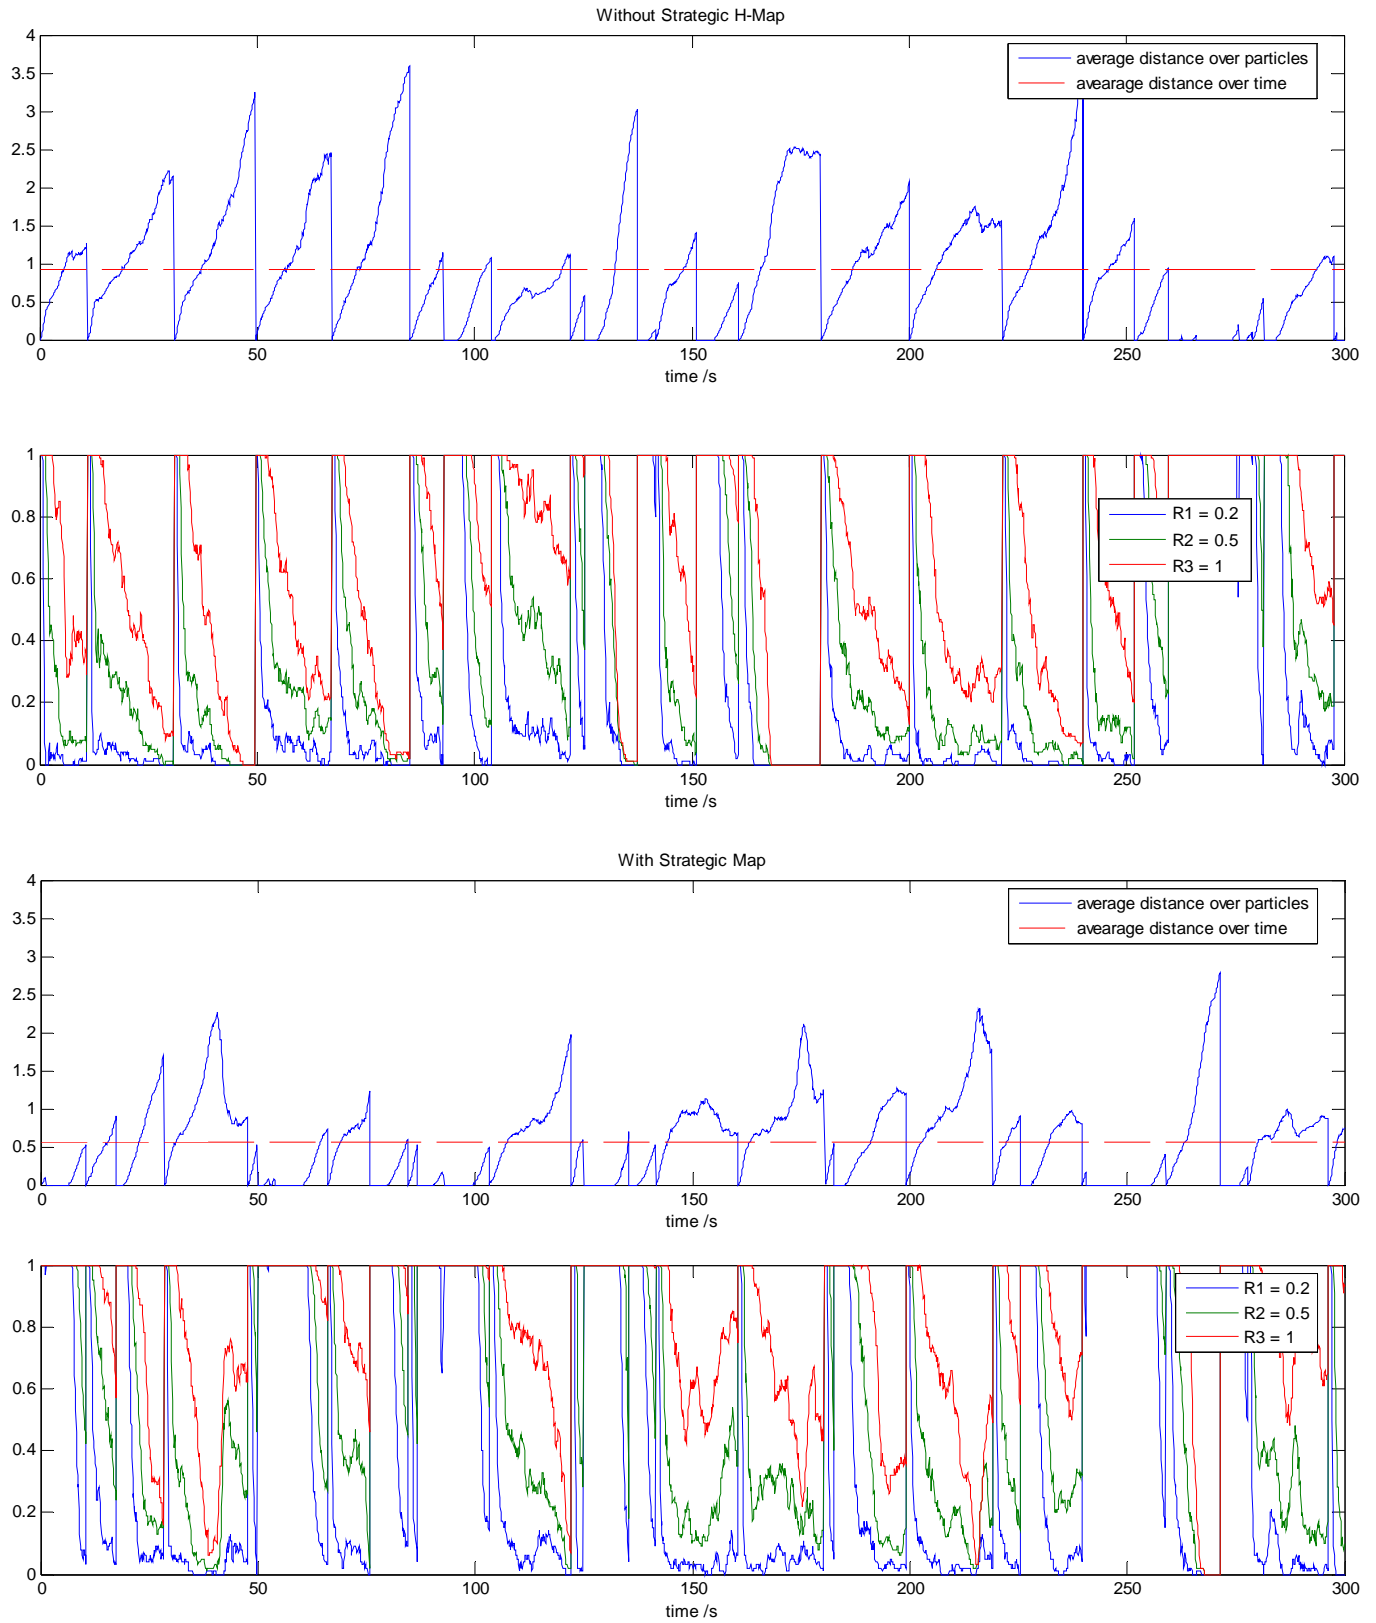 Without Strategic H-Map
4
3.5
3
2.5
2
1.5
1
0.5
0
average distance over particles
avearage distance over time
0 50 100 150 200 250 300
time /s
1
0.8
0.6
0.4
0.2
0
R1 = 0.2
R2 = 0.5
R3 = 1
0 50 100 150 200 250 300
time /s
With Strategic Map
4
3.5
3
2.5
2
1.5
1
0.5
0
average distance over particles
avearage distance over time
0 50 100 150 200 250 300
time /s
1
0.8
0.6
0.4
0.2
0
R1 = 0.2
R2 = 0.5
R3 = 1
0 50 100 150 200 250 300
time /s